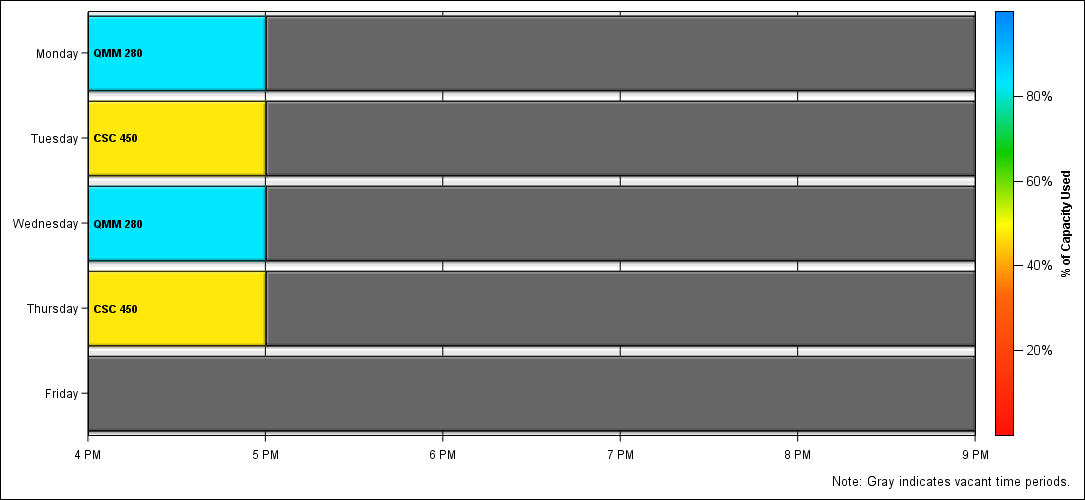 Monday
QMM 280
Tuesday
CSC 450
Wednesday
QMM 280
Thursday
CSC 450
Friday
4 PM 5 PM 6 PM 7 PM 8 PM 9 PM
80%
60%
40%
20%
% of Capacity Used
Note: Gray indicates vacant time periods.